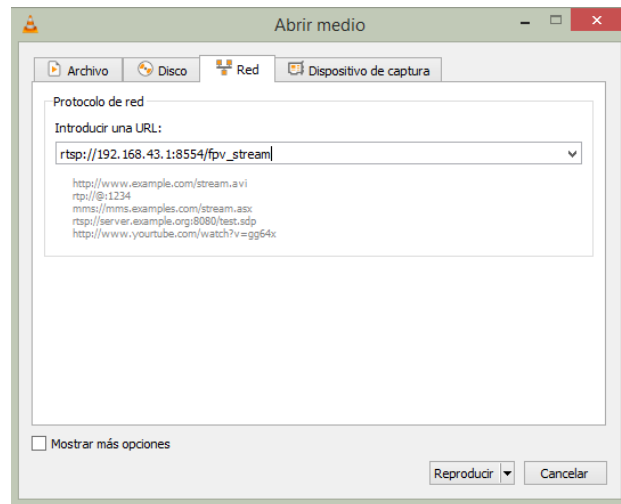 Abrir medio
Archivo Disco Red Dispositivo de captura
Protocolo de red
Introducir una URL:
rtsp://192.168.43.1:8554/fpv_stream
http://www.example.com/stream.avi
rtp://@:1234
mms://mms.examples.com/stream.asx
rtsp://server.example.org:8080/test.sdp
http://www.yourtube.com/watch?v=gg64x
Mostrar más opciones
Reproducir Cancelar